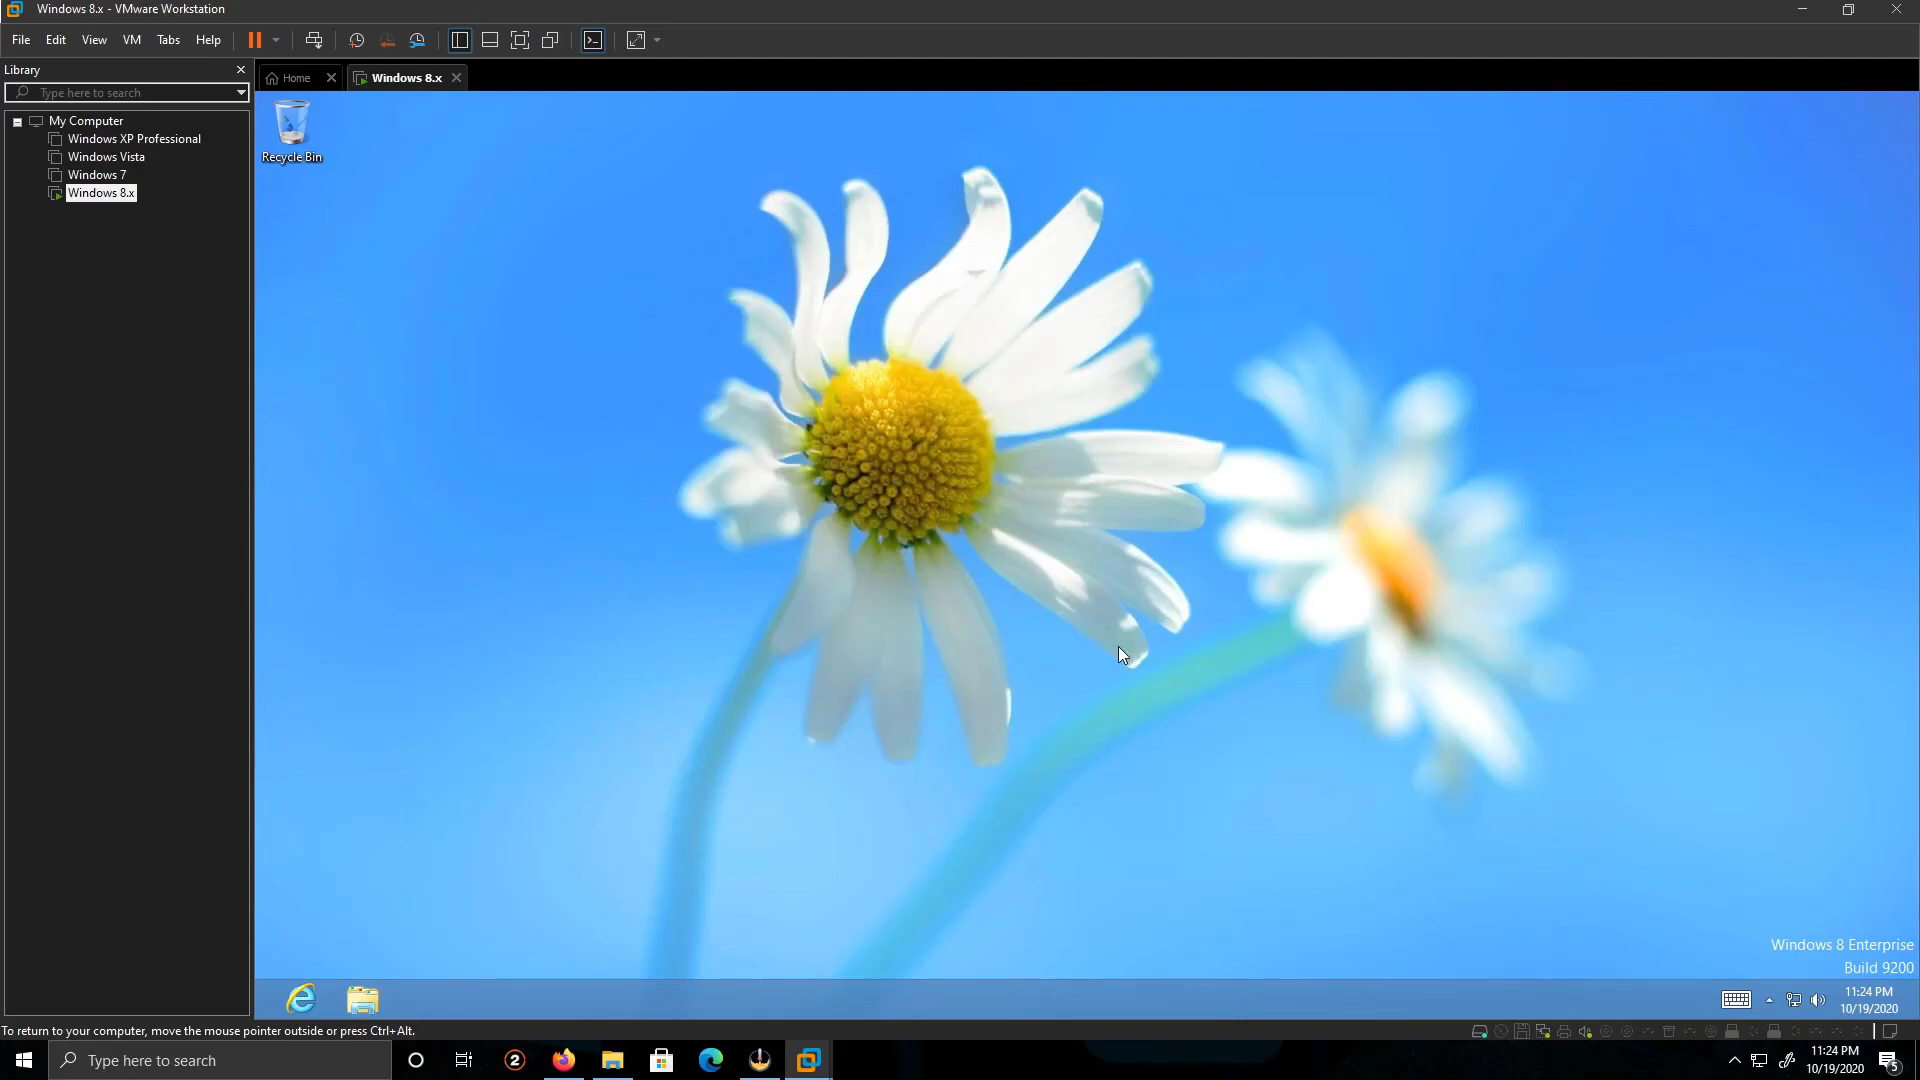 Windows 8.x - VMware Workstation
File Edit View VM Tabs Help
Library
Type here to search
My Computer
Windows XP Professional
Windows Vista
Windows 7
Windows 8.x
Home
Windows 8.x
Recycle Bin
Windows 8 Enterprise
Build 9200
11:24 PM
10/19/2020
To return to your computer, move the mouse pointer outside or press Ctrl+Alt.
Type here to search
2
11:24 PM
10/19/2020
5